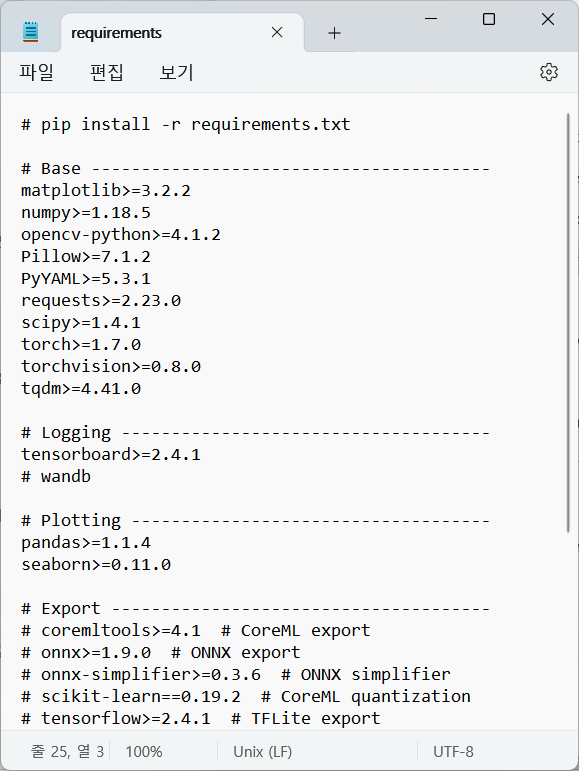 requirements
파일 편집 보기
# pip install -r requirements.txt
# Base ----------------------------------------
matplotlib>=3.2.2
numpy>=1.18.5
opencv-python>=4.1.2
Pillow>=7.1.2
PyYAML>=5.3.1
requests>=2.23.0
scipy>=1.4.1
torch>=1.7.0
torchvision>=0.8.0
tqdm>=4.41.0
# Logging -------------------------------------
tensorboard>=2.4.1
# wandb
# Plotting ------------------------------------
pandas>=1.1.4
seaborn>=0.11.0
# Export --------------------------------------
# coremltools>=4.1  # CoreML export
# onnx>=1.9.0  # ONNX export
# onnx-simplifier>=0.3.6  # ONNX simplifier
# scikit-learn==0.19.2  # CoreML quantization
# tensorflow>=2.4.1  # TFLite export
줄 25, 열 3 100% Unix (LF) UTF-8